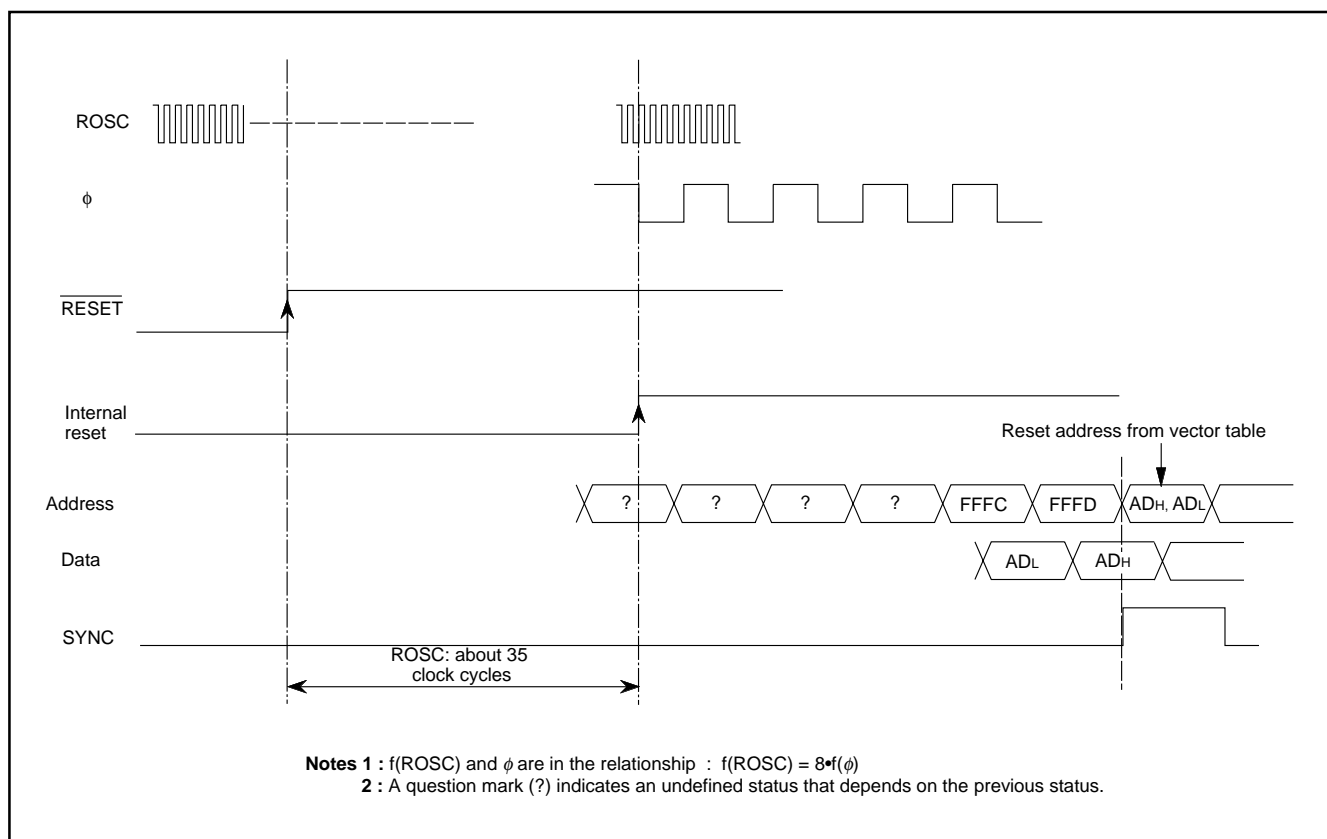 ROSC
ϕ
RESET
Internal
reset
Reset address from vector table
Address
? ? ? ? FFFC FFFD ADH, ADL
Data
ADL ADH
SYNC
ROSC: about 35
clock cycles
Notes 1 : f(ROSC) and ϕ are in the relationship : f(ROSC) = 8•f(ϕ)
2 : A question mark (?) indicates an undefined status that depends on the previous status.